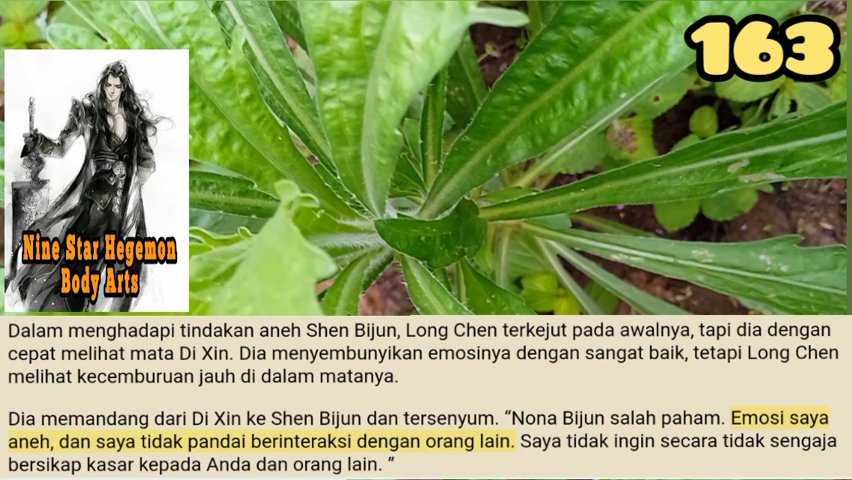 163
Nine Star Hegemon
Body Arts
Dalam menghadapi tindakan aneh Shen Bijun, Long Chen terkejut pada awalnya, tapi dia dengan
cepat melihat mata Di Xin. Dia menyembunyikan emosinya dengan sangat baik, tetapi Long Chen
melihat kecemburuan jauh di dalam matanya.
Dia memandang dari Di Xin ke Shen Bijun dan tersenyum. “Nona Bijun salah paham. Emosi saya
aneh, dan saya tidak pandai berinteraksi dengan orang lain. Saya tidak ingin secara tidak sengaja
bersikap kasar kepada Anda dan orang lain. ”